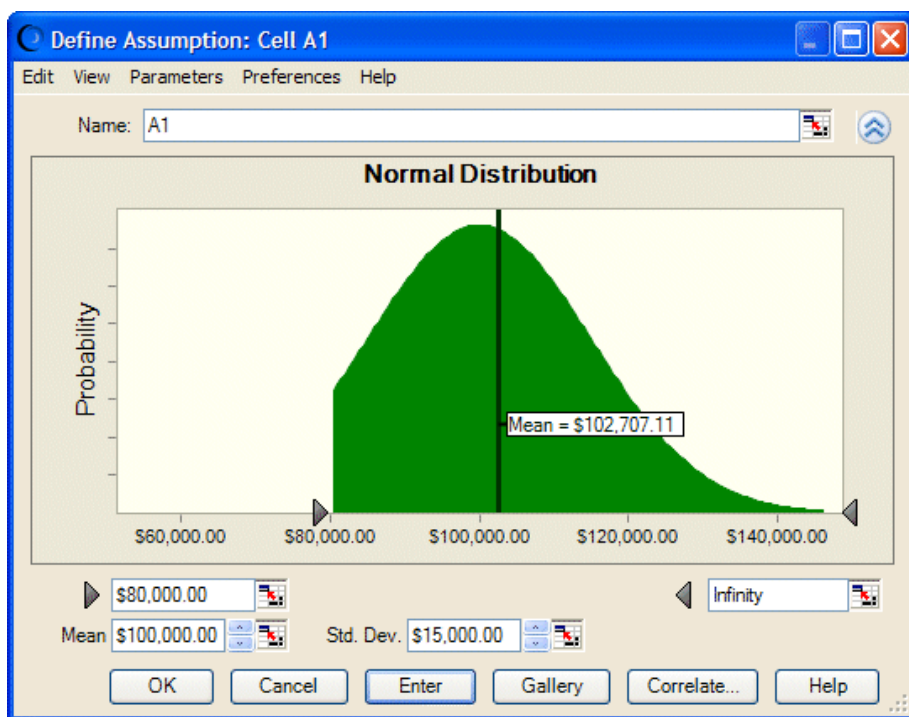 Define Assumption: Cell A1
Edit View Parameters Preferences Help
Name: A1
Normal Distribution
Probability
Mean = $102,707.11
$60,000.00 $80,000.00 $100,000.00 $120,000.00 $140,000.00
$80,000.00 Infinity
Mean $100,000.00 Std. Dev. $15,000.00
OK Cancel Enter Gallery Correlate... Help